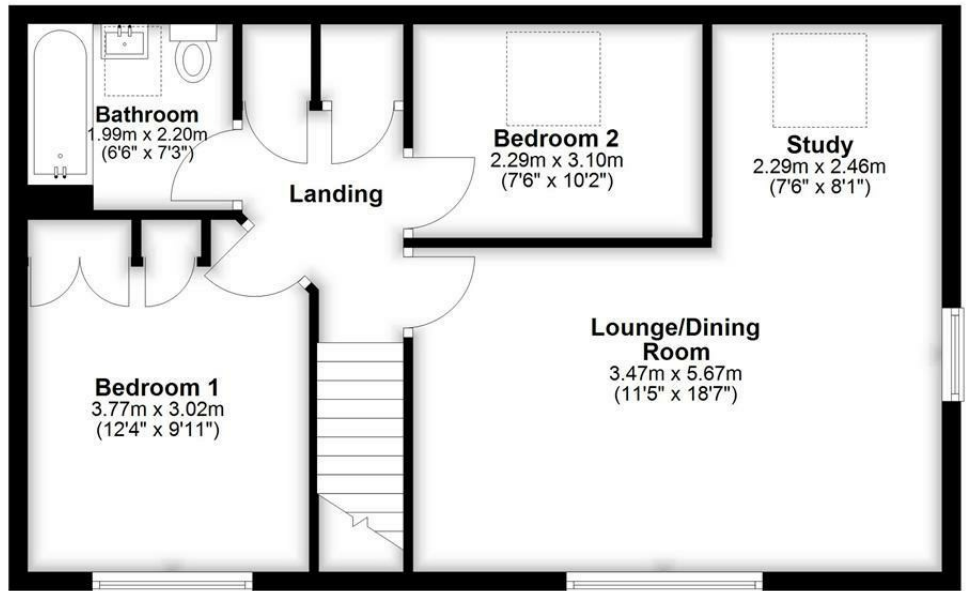 Bathroom
1.99m x 2.20m
(6'6" x 7'3")
Landing
Bedroom 2
2.29m x 3.10m
(7'6" x 10'2")
Study
2.29m x 2.46m
(7'6" x 8'1")
Bedroom 1
3.77m x 3.02m
(12'4" x 9'11")
Lounge/Dining
Room
3.47m x 5.67m
(11'5" x 18'7")